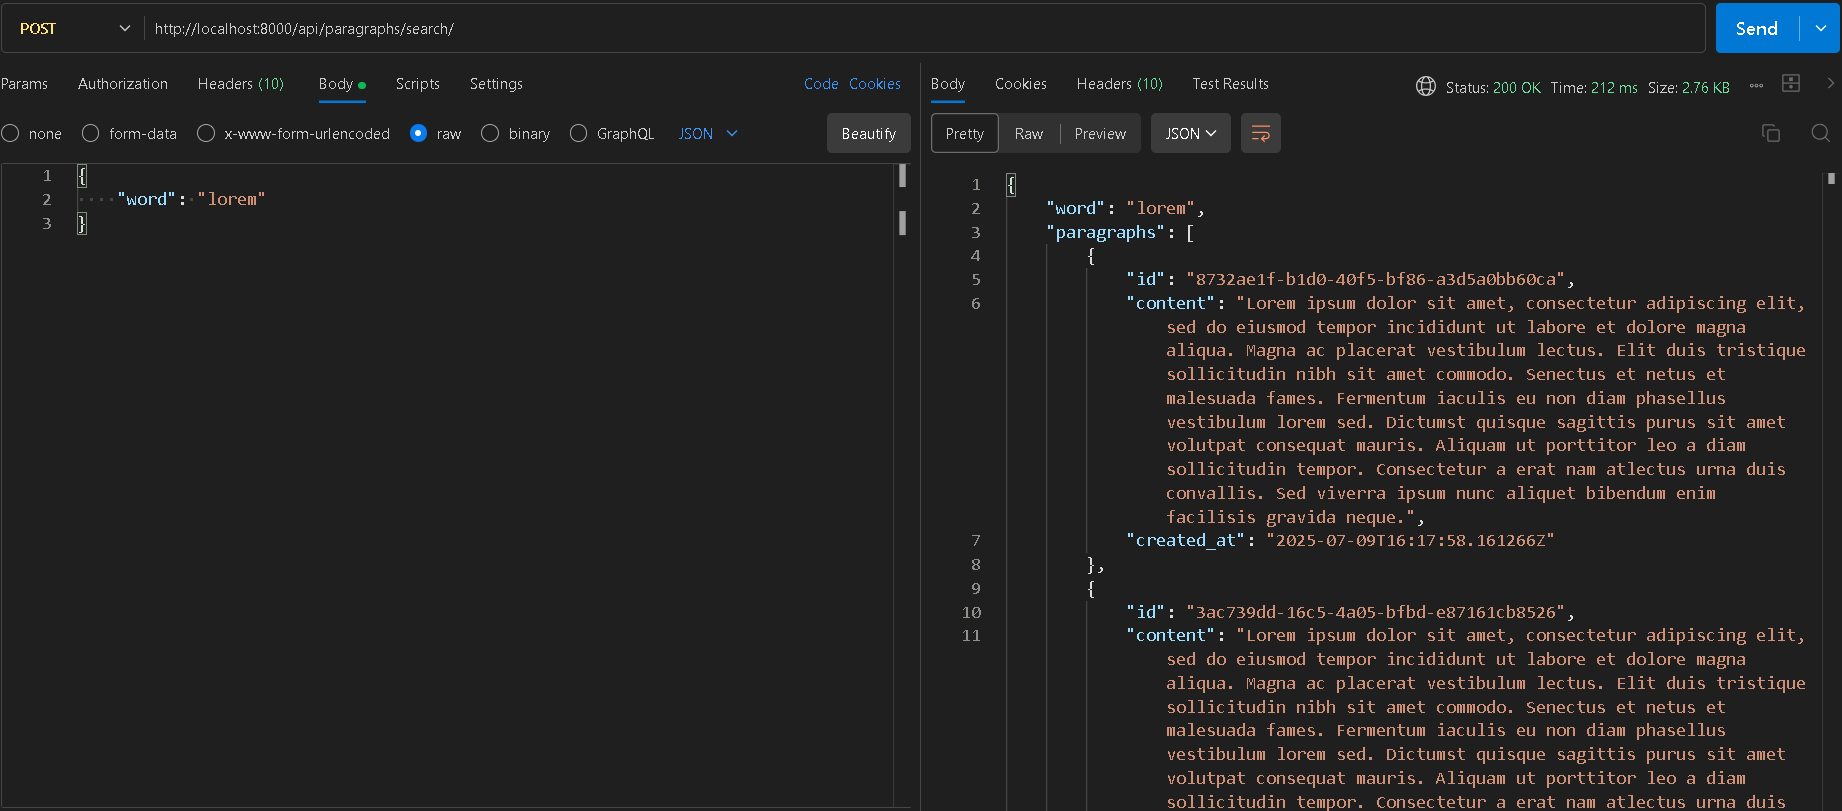 POST http://localhost:8000/api/paragraphs/search/ Send
Params Authorization Headers (10) Body Scripts Settings Code Cookies
none form-data x-www-form-urlencoded raw binary GraphQL JSON Beautify
1 {
2 "word": "lorem"
3 }
Body Cookies Headers (10) Test Results Status: 200 OK Time: 212 ms Size: 2.76 KB
Pretty Raw Preview JSON
1 {
2 "word": "lorem",
3 "paragraphs": [
4 {
5 "id": "8732ae1f-b1d0-40f5-bf86-a3d5a0bb60ca",
6 "content": "Lorem ipsum dolor sit amet, consectetur adipiscing elit,
sed do eiusmod tempor incididunt ut labore et dolore magna
aliqua. Magna ac placerat vestibulum lectus. Elit duis tristique
sollicitudin nibh sit amet commodo. Senectus et netus et
malesuada fames. Fermentum iaculis eu non diam phasellus
vestibulum lorem sed. Dictumst quisque sagittis purus sit amet
volutpat consequat mauris. Aliquam ut porttitor leo a diam
sollicitudin tempor. Consectetur a erat nam atlectus urna duis
convallis. Sed viverra ipsum nunc aliquet bibendum enim
facilisis gravida neque.",
7 "created_at": "2025-07-09T16:17:58.161266Z"
8 },
9 {
10 "id": "3ac739dd-16c5-4a05-bfbd-e87161cb8526",
11 "content": "Lorem ipsum dolor sit amet, consectetur adipiscing elit,
sed do eiusmod tempor incididunt ut labore et dolore magna
aliqua. Magna ac placerat vestibulum lectus. Elit duis tristique
sollicitudin nibh sit amet commodo. Senectus et netus et
malesuada fames. Fermentum iaculis eu non diam phasellus
vestibulum lorem sed. Dictumst quisque sagittis purus sit amet
volutpat consequat mauris. Aliquam ut porttitor leo a diam
sollicitudin tempor. Consectetur a erat nam atlectus urna duis